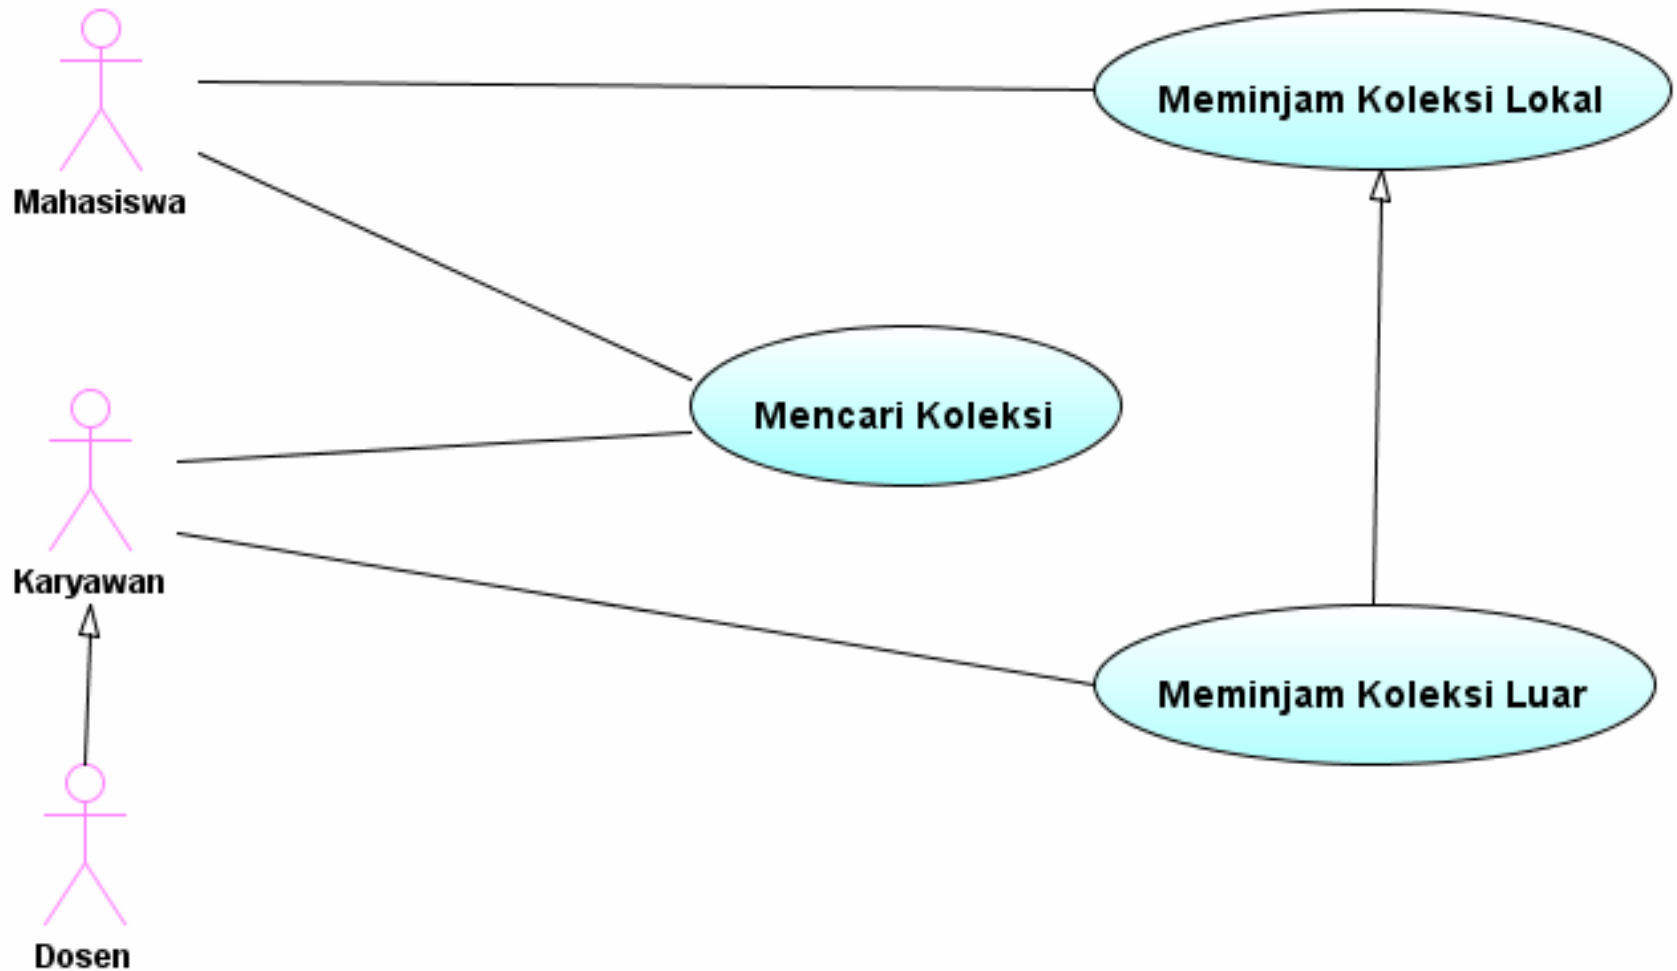 Meminjam Koleksi Lokal
Mahasiswa
Mencari Koleksi
Karyawan
Meminjam Koleksi Luar
Dosen